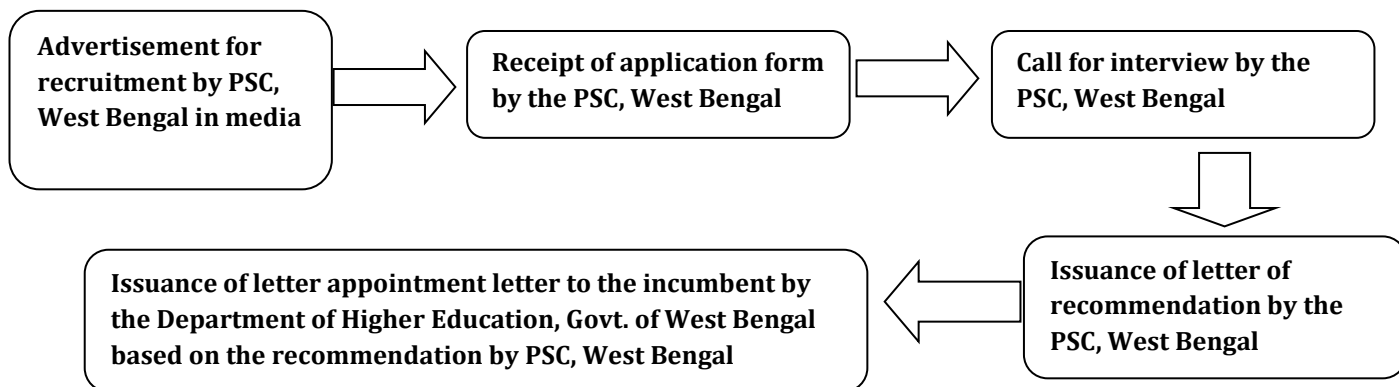 Advertisement for
recruitment by PSC,
West Bengal in media
Receipt of application form
by the PSC, West Bengal
Call for interview by the
PSC, West Bengal
Issuance of letter of
recommendation by the
PSC, West Bengal
Issuance of letter appointment letter to the incumbent by
the Department of Higher Education, Govt. of West Bengal
based on the recommendation by PSC, West Bengal